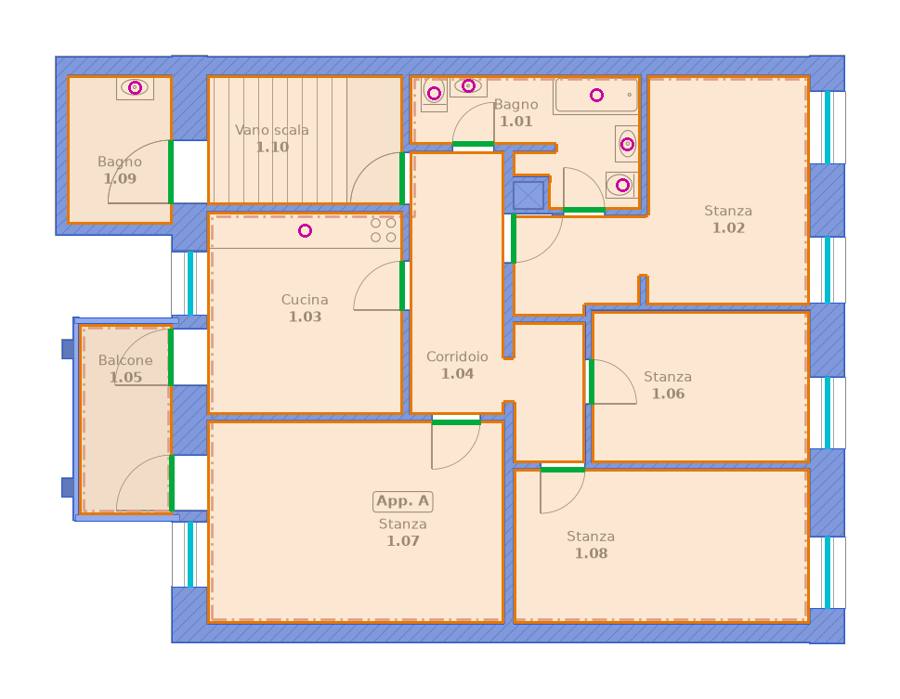 Bagno
1.01
Vano scala
1.10
Bagno
1.09
Stanza
1.02
Cucina
1.03
Corridoio
1.04
Balcone
1.05
Stanza
1.06
App. A
Stanza
1.07
Stanza
1.08